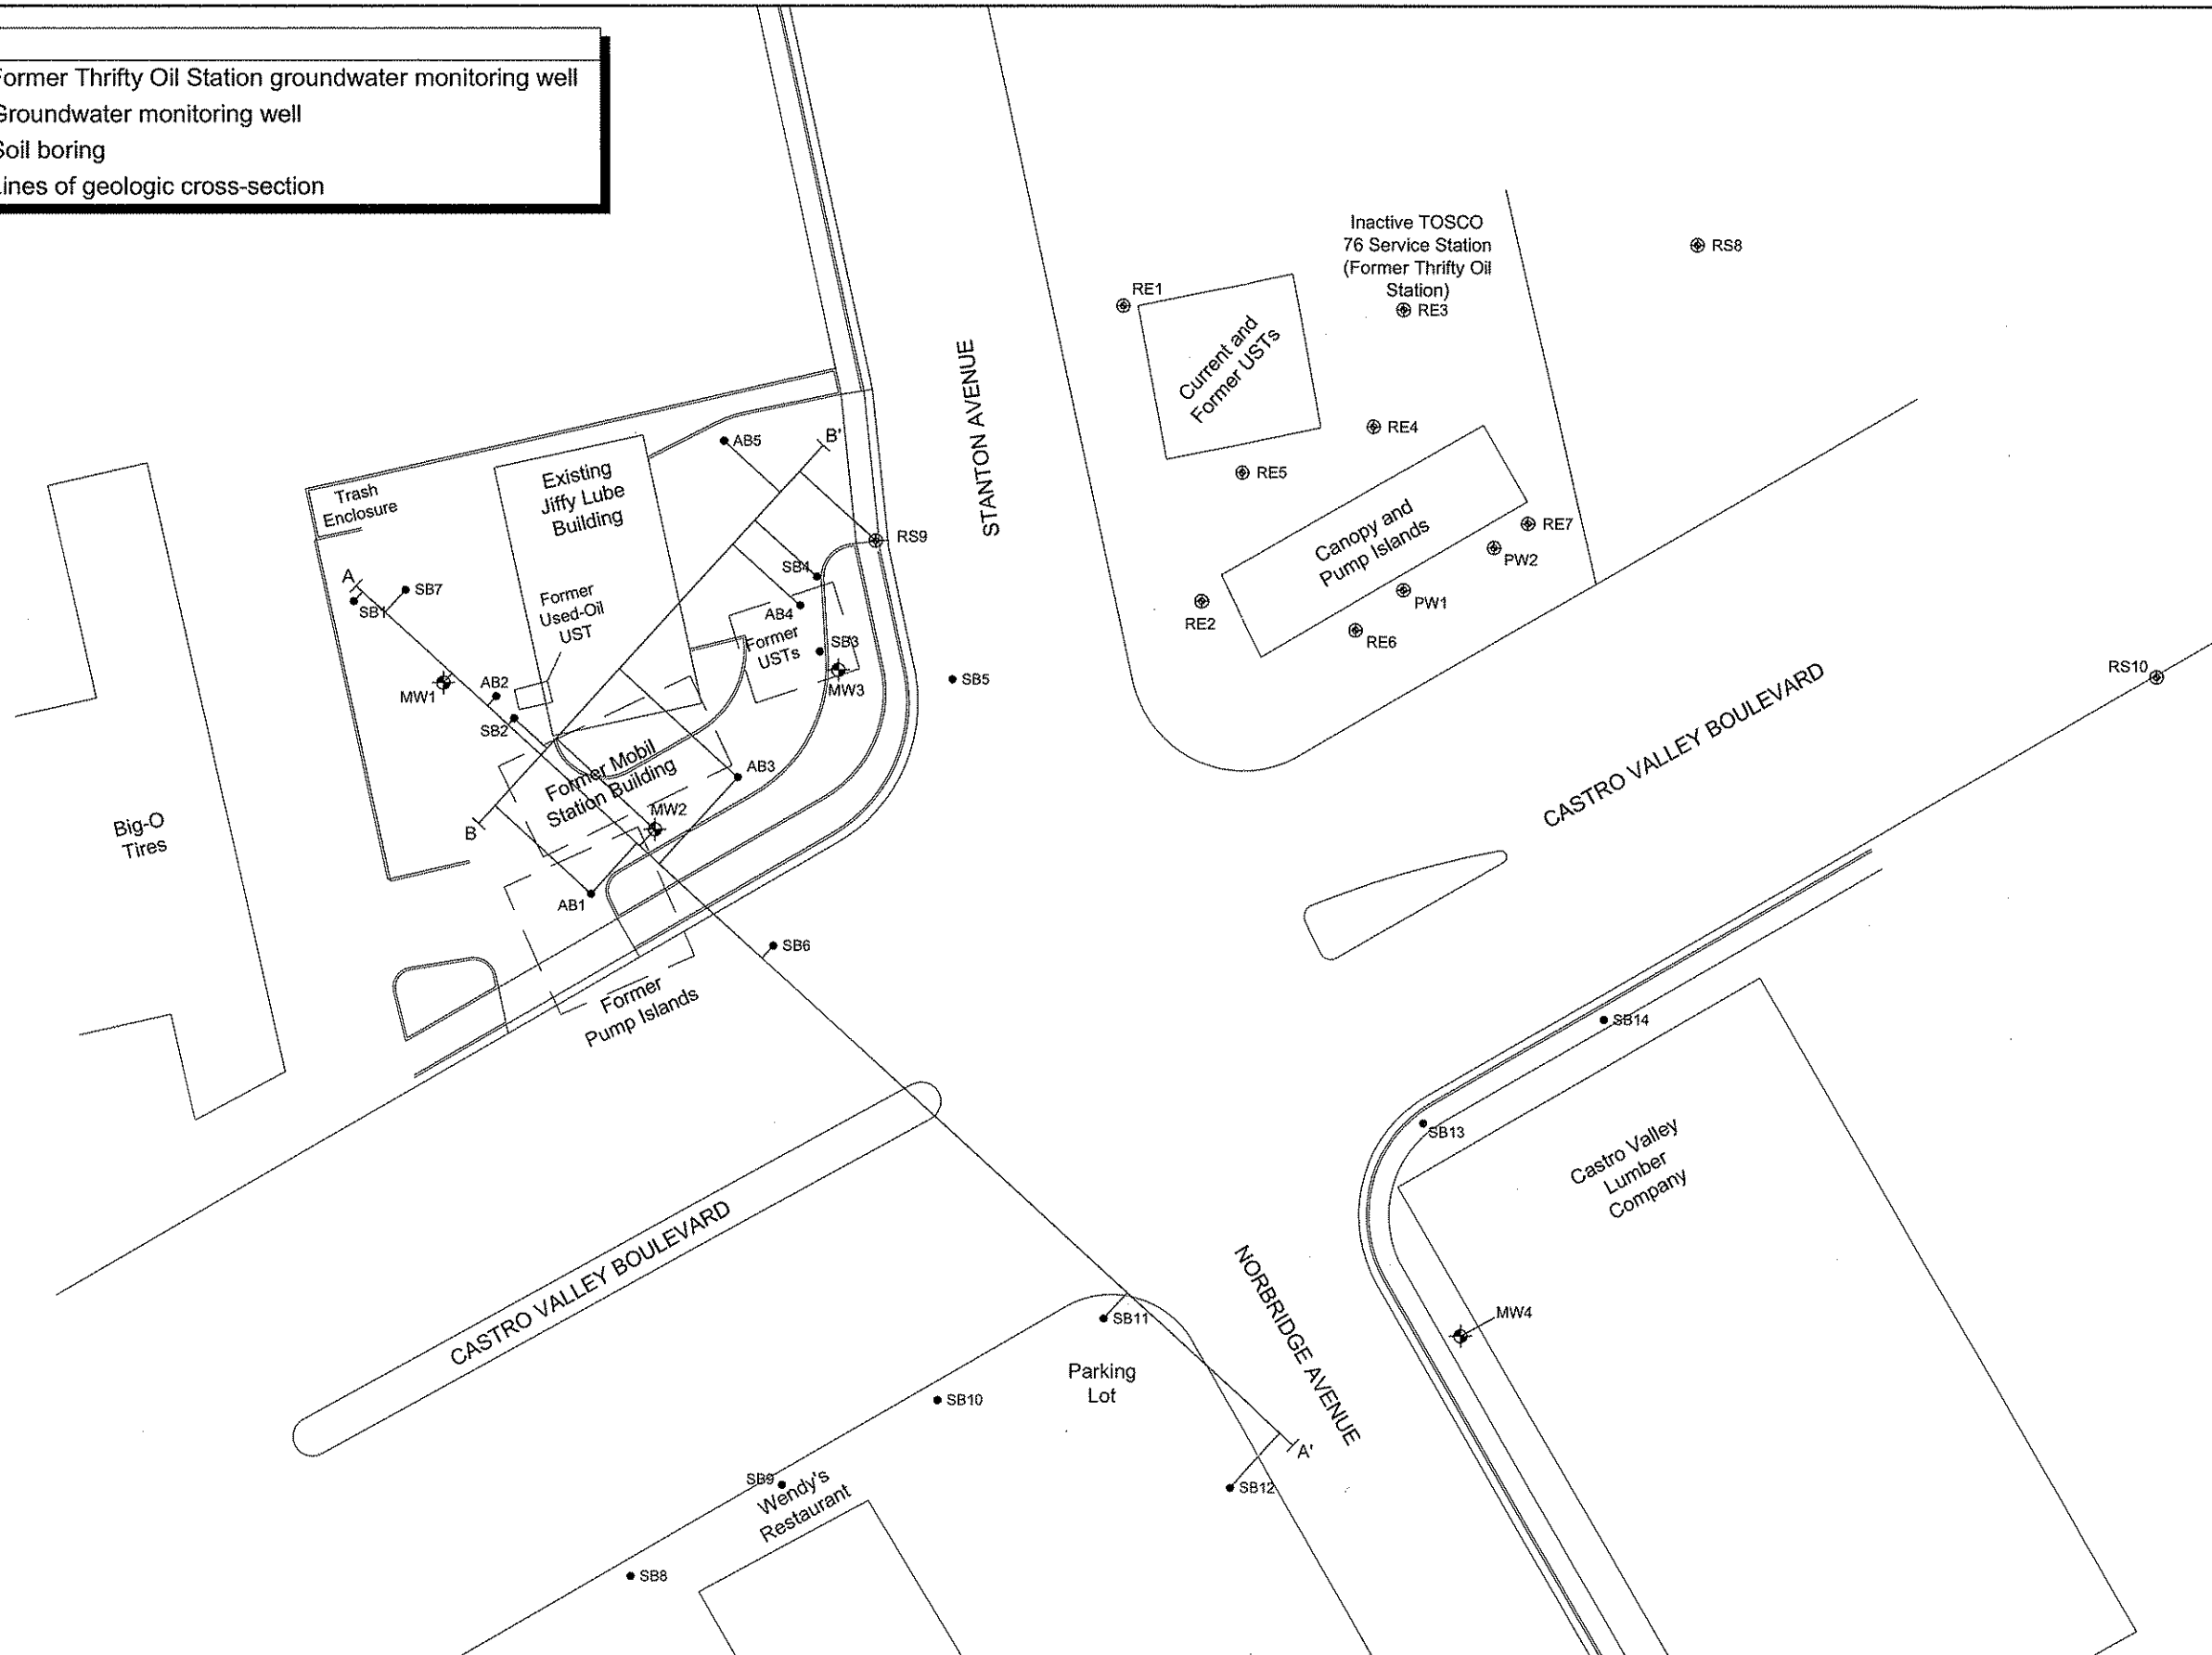 Former Thrifty Oil Station groundwater monitoring well
Groundwater monitoring well
Soil boring
Lines of geologic cross-section
Inactive TOSCO
76 Service Station
(Former Thrifty Oil
Station)
RS8
RE1
RE3
Current and
Former USTs
STANTON AVENUE
RE4
RE5
Canopy and
Pump Islands
RE7
PW2
PW1
RE2
RE6
RS10
AB5
B'
Existing
Jiffy Lube
Building
Trash
Enclosure
RS9
A
SB7
SB1
SB4
Former
Used-Oil
UST
AB4
Former
USTs
SB3
MW3
SB5
MW1
AB2
SB2
Former Mobil
Station Building
AB3
MW2
B
AB1
Big-O
Tires
CASTRO VALLEY BOULEVARD
SB6
Former
Pump Islands
SB14
SB13
Castro Valley
Lumber
Company
CASTRO VALLEY BOULEVARD
NORBRIDGE AVENUE
MW4
SB11
Parking
Lot
SB10
A'
SB9
Wendy's
Restaurant
SB12
SB8